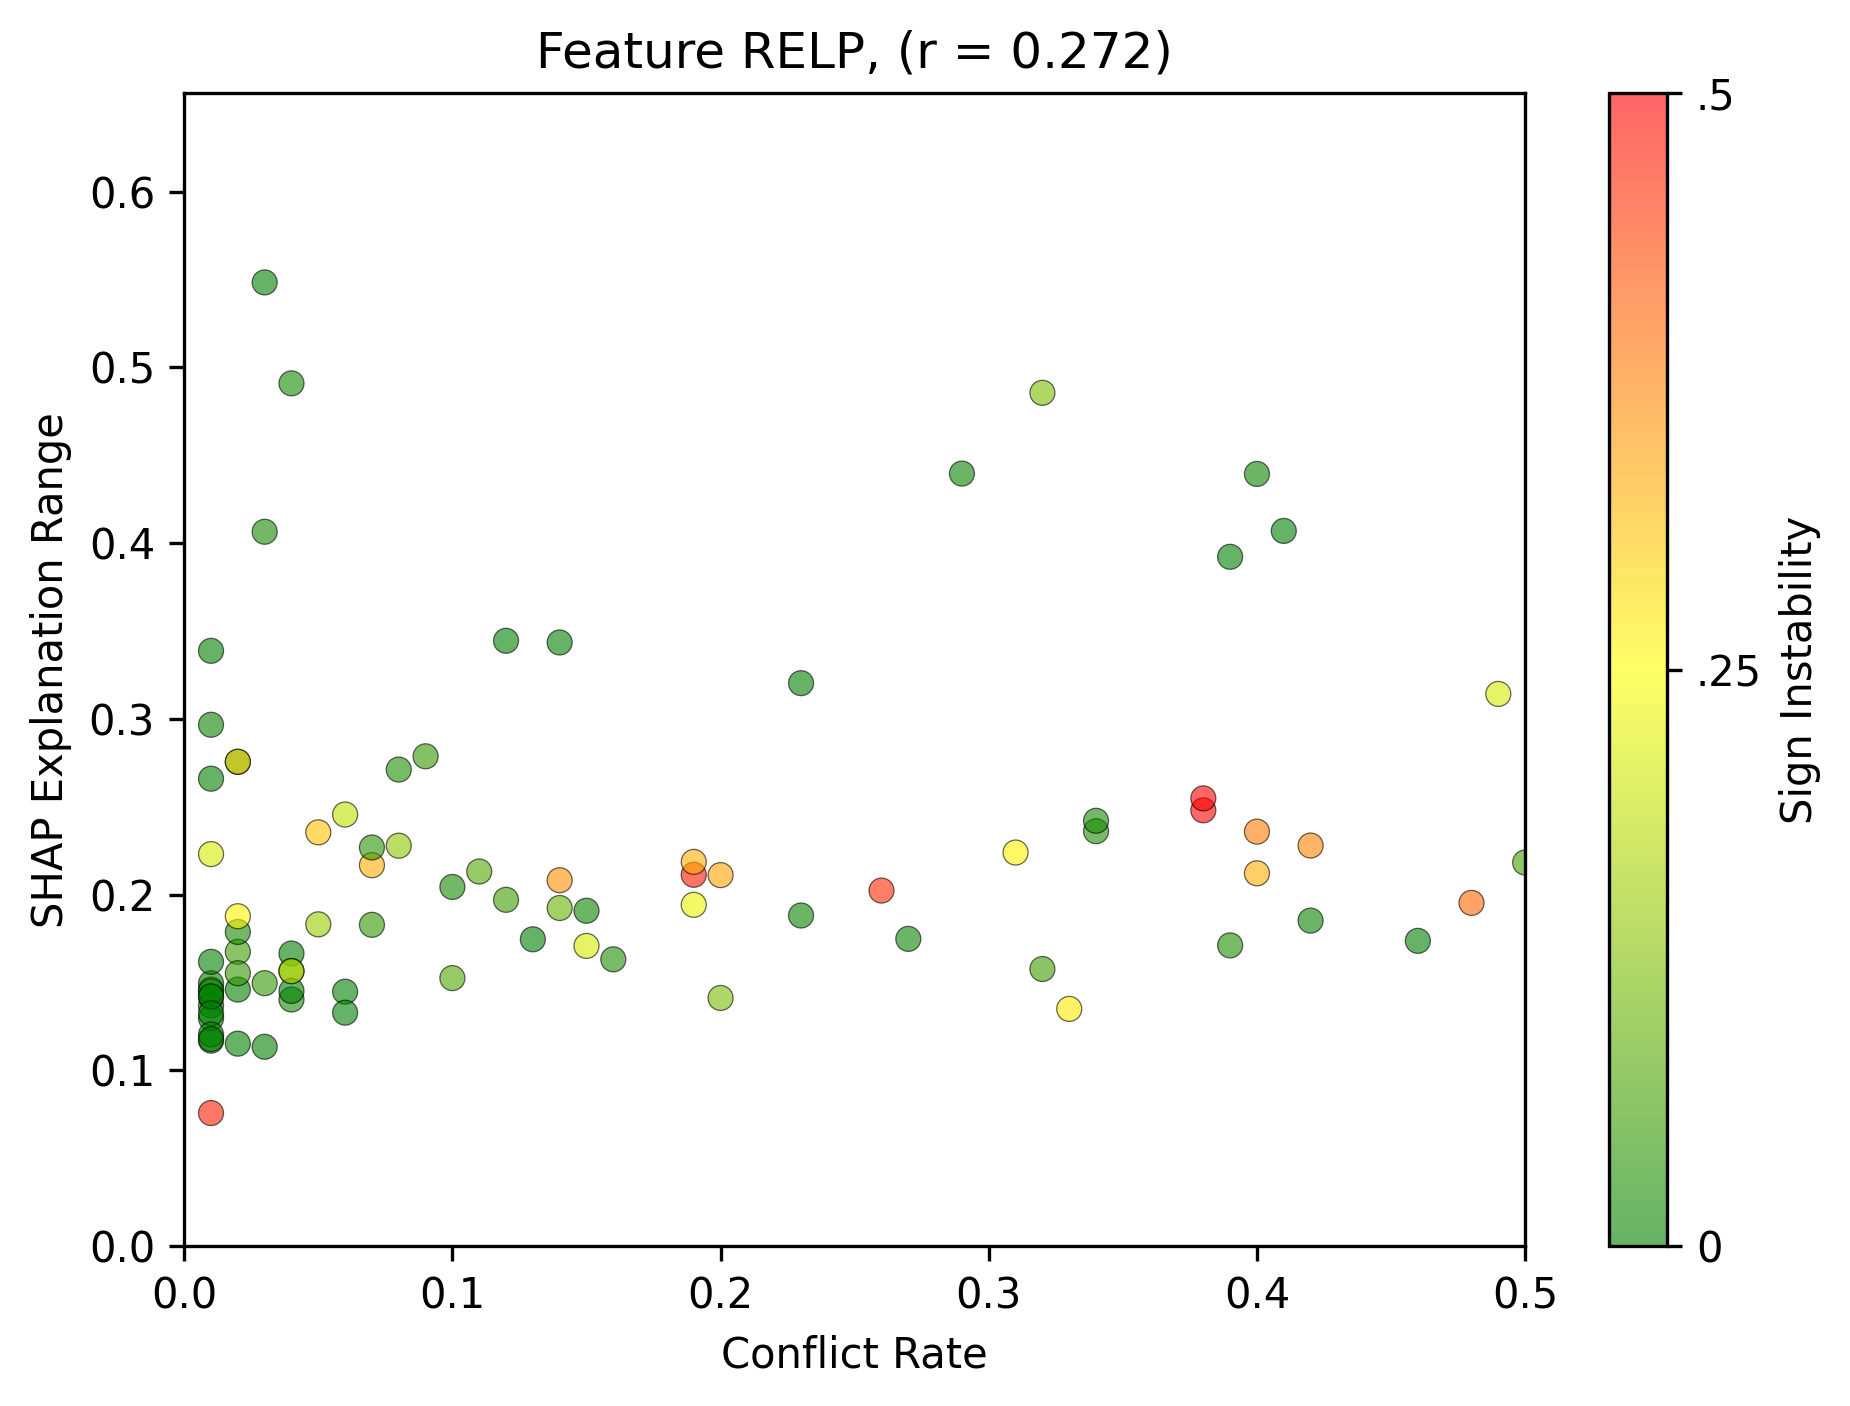 Feature RELP, (r = 0.272)
SHAP Explanation Range
0.6
0.5
0.4
0.3
0.2
0.1
0.0
0.0 0.1 0.2 0.3 0.4 0.5
Conflict Rate
.5
.25
0
Sign Instability